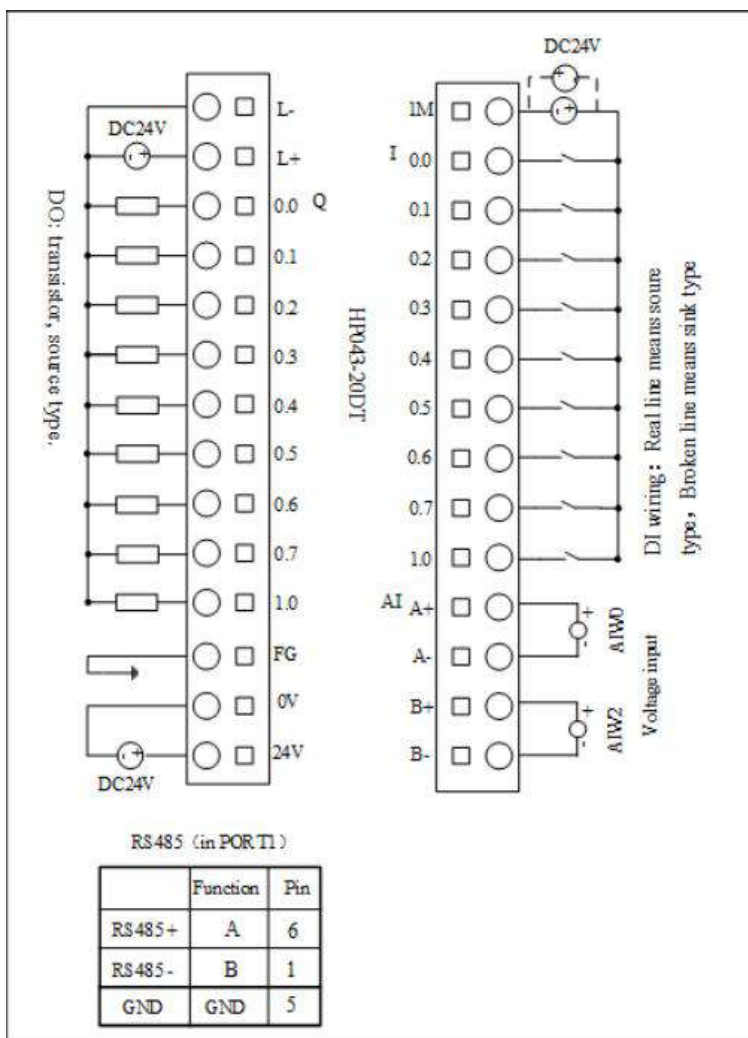 DC24V
L-
DC24V
L+
0.0 Q
0.1
0.2
0.3
0.4
0.5
0.6
0.7
1.0
FG
0V
24V
DC24V
DO: transistor, source type.
HP043-20DT
1M
I 0.0
0.1
0.2
0.3
0.4
0.5
0.6
0.7
1.0
AI A+
A-
B+
B-
+
-
AIW0
+
-
AIW2
Voltage input
DI wiring: Real line means soure
type, Broken line means sink type
RS485 (in PORT1)
Function Pin
RS485+ A 6
RS485- B 1
GND GND 5